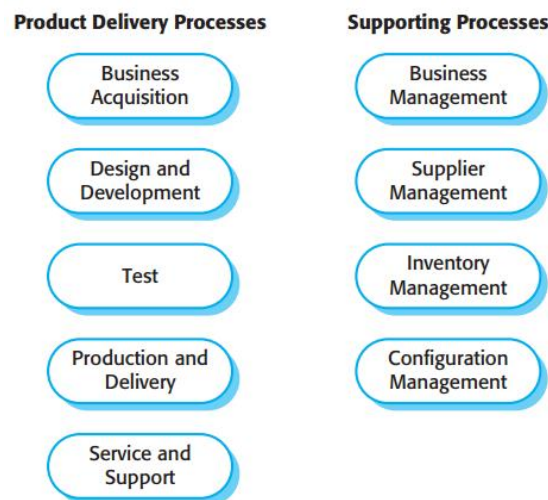 Product Delivery Processes
Business
Acquisition
Design and
Development
Test
Production and
Delivery
Service and
Support
Supporting Processes
Business
Management
Supplier
Management
Inventory
Management
Configuration
Management